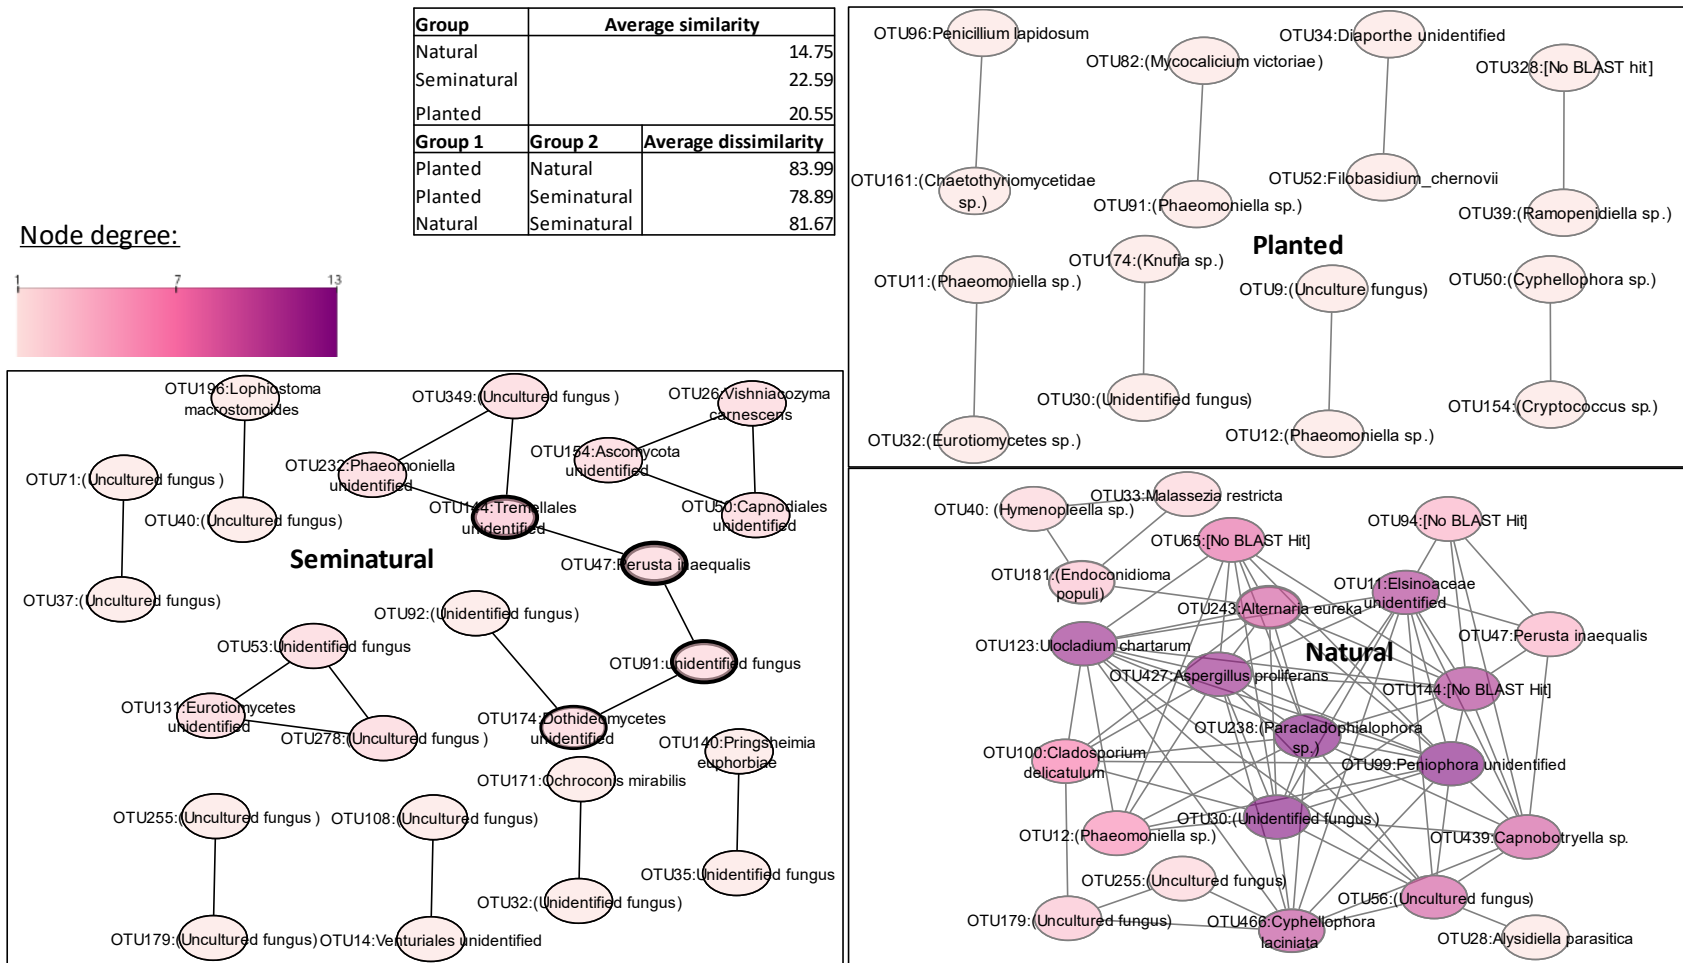 Group Average similarity
Natural 14.75
Seminatural 22.59
Planted 20.55
Group 1 Group 2 Average dissimilarity
Planted Natural 83.99
Planted Seminatural 78.89
Natural Seminatural 81.67
Node degree:
1 7 13
OTU196:Lophiostoma
macrostomoides
OTU349:(Uncultured fungus )
OTU26:Vishniacozyma
carnescens
OTU71:(Uncultured fungus )
OTU232:Phaeomoniella
unidentified
OTU154:Ascomycota
unidentified
OTU40:(Uncultured fungus)
OTU144:Tremellales
unidentified
OTU50:Capnodiales
unidentified
Seminatural
OTU47:Perusta inaequalis
OTU37:(Uncultured fungus)
OTU92:(Unidentified fungus)
OTU53:Unidentified fungus
OTU91:unidentified fungus
OTU131:Eurotiomycetes
unidentified
OTU278:(Uncultured fungus )
OTU174:Dothideomycetes
unidentified
OTU140:Pringsheimia
euphorbiae
OTU171:Ochroconis mirabilis
OTU255:(Uncultured fungus )
OTU108:(Uncultured fungus)
OTU35:Unidentified fungus
OTU32:(Unidentified fungus)
OTU179:(Uncultured fungus)
OTU14:Venturiales unidentified
OTU96:Penicillium lapidosum
OTU82:(Mycocalicium victoriae)
OTU34:Diaporthe unidentified
OTU328:[No BLAST hit]
OTU161:(Chaetothyriomycetidae
sp.)
OTU91:(Phaeomoniella sp.)
OTU52:Filobasidium_chernovii
OTU39:(Ramopenidiella sp.)
Planted
OTU11:(Phaeomoniella sp.)
OTU174:(Knufia sp.)
OTU9:(Unculture fungus)
OTU50:(Cyphellophora sp.)
OTU32:(Eurotiomycetes sp.)
OTU30:(Unidentified fungus)
OTU12:(Phaeomoniella sp.)
OTU154:(Cryptococcus sp.)
OTU33:Malassezia restricta
OTU40: (Hymenopleella sp.)
OTU94:[No BLAST Hit]
OTU65:[No BLAST Hit]
OTU181:(Endoconidioma
populi)
OTU11:Elsinoaceae
unidentified
OTU243:Alternaria eureka
OTU47:Perusta inaequalis
OTU123:Ulocladium chartarum
Natural
OTU427:Aspergillus proliferans
OTU144:[No BLAST Hit]
OTU238:(Paracladophialophora
sp.)
OTU100:Cladosporium
delicatulum
OTU99:Peniophora unidentified
OTU30:(Unidentified fungus )
OTU12:(Phaeomoniella sp.)
OTU439:Capnobotryella sp.
OTU255:(Uncultured fungus)
OTU56:(Uncultured fungus)
OTU179:(Uncultured fungus)
OTU466:Cyphellophora
laciniata
OTU28:Alysidiella parasitica